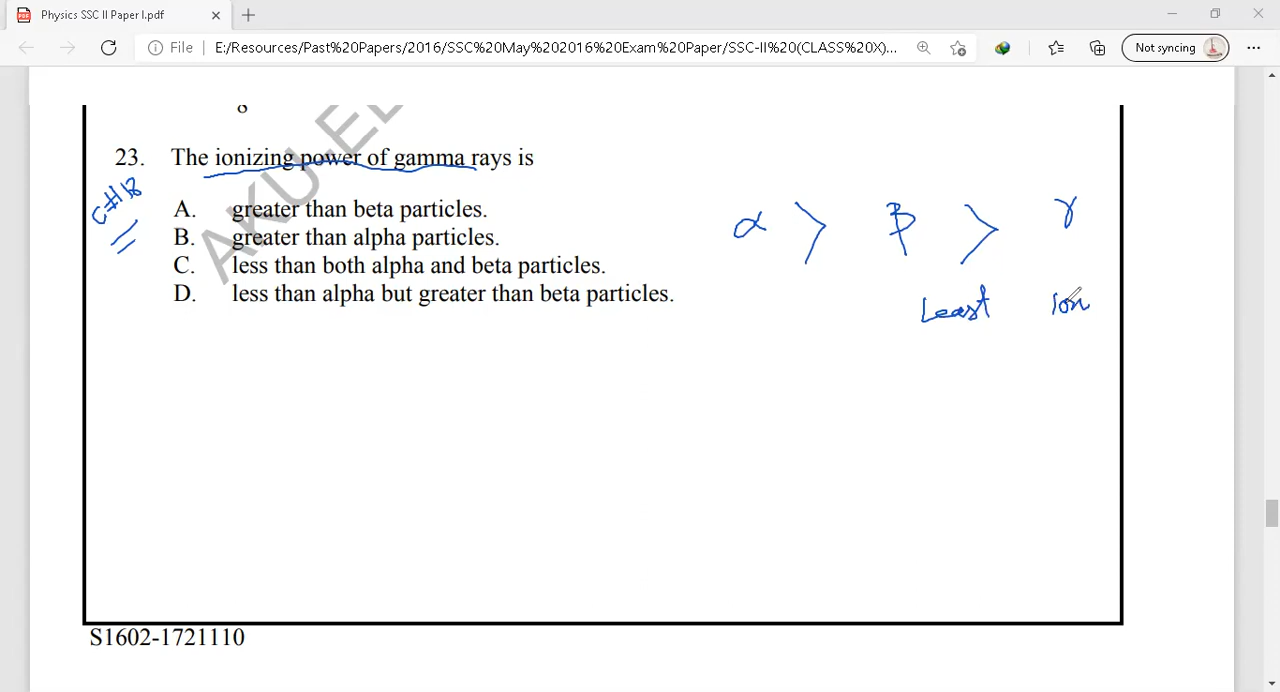 Physics SSC II Paper I.pdf
File E:/Resources/Past%20Papers/2016/SSC%20May%202016%20Exam%20Paper/SSC-II%20(CLASS%20X)...
Not syncing
AKU-E
23. The ionizing power of gamma rays is
C#18
A. greater than beta particles.
B. greater than alpha particles.
C. less than both alpha and beta particles.
D. less than alpha but greater than beta particles.
α > β > γ
Least Ion
S1602-1721110